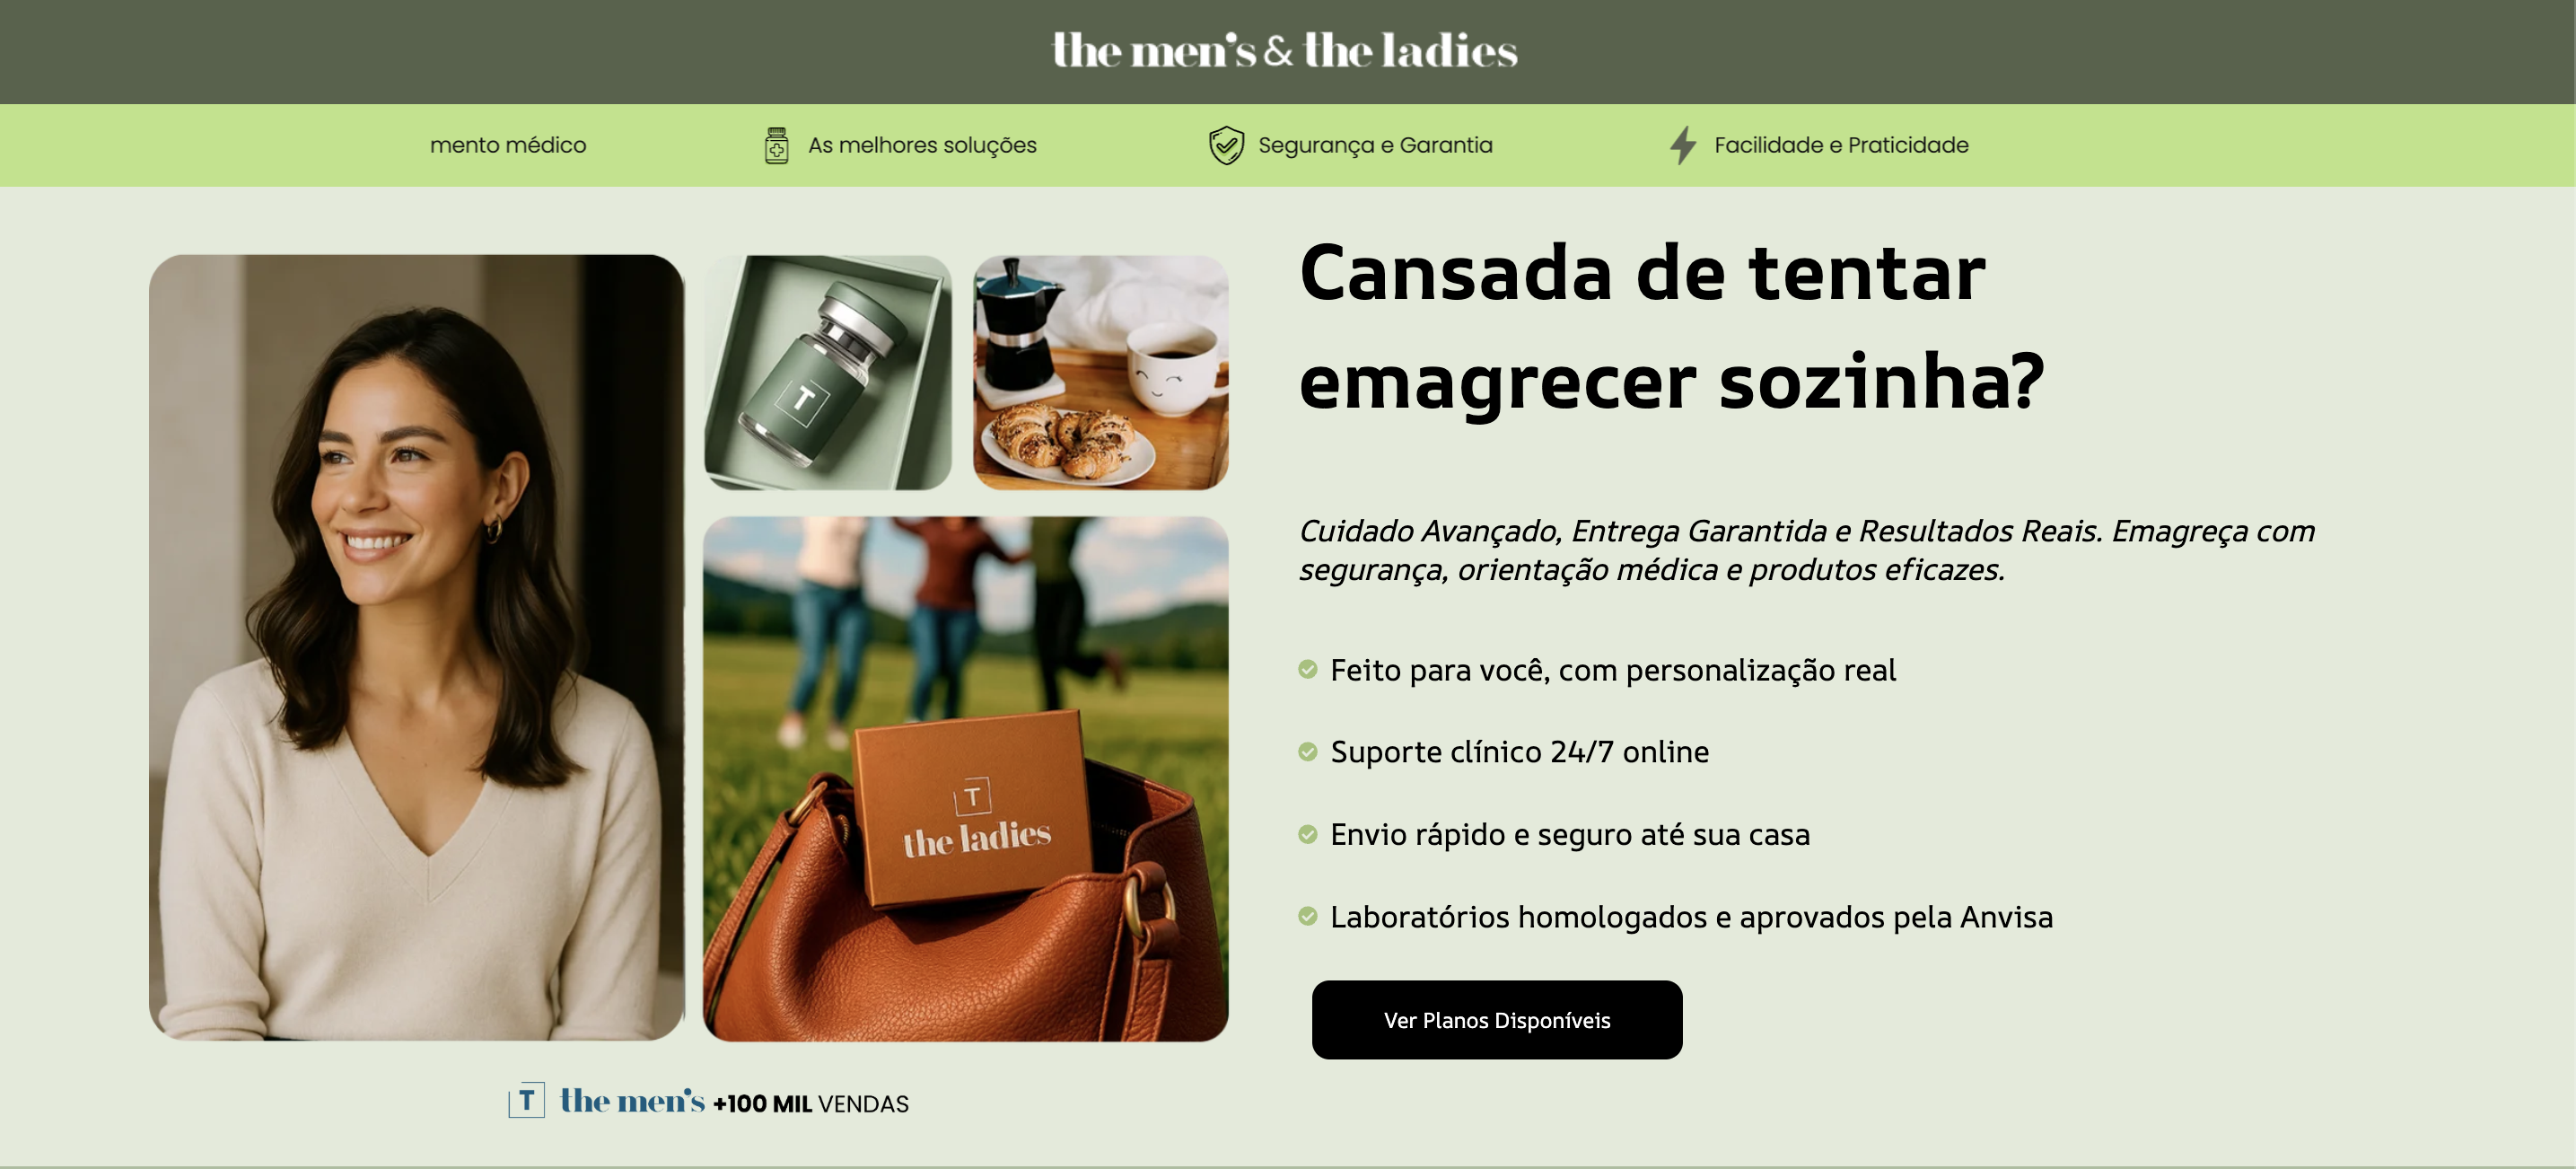 the men's & the ladies
mento médico
As melhores soluções
Segurança e Garantia
Facilidade e Praticidade
T
T
the ladies
Cansada de tentar
emagrecer sozinha?
Cuidado Avançado, Entrega Garantida e Resultados Reais. Emagreça com
segurança, orientação médica e produtos eficazes.
Feito para você, com personalização real
Suporte clínico 24/7 online
Envio rápido e seguro até sua casa
Laboratórios homologados e aprovados pela Anvisa
Ver Planos Disponíveis
T the men's +100 MIL VENDAS